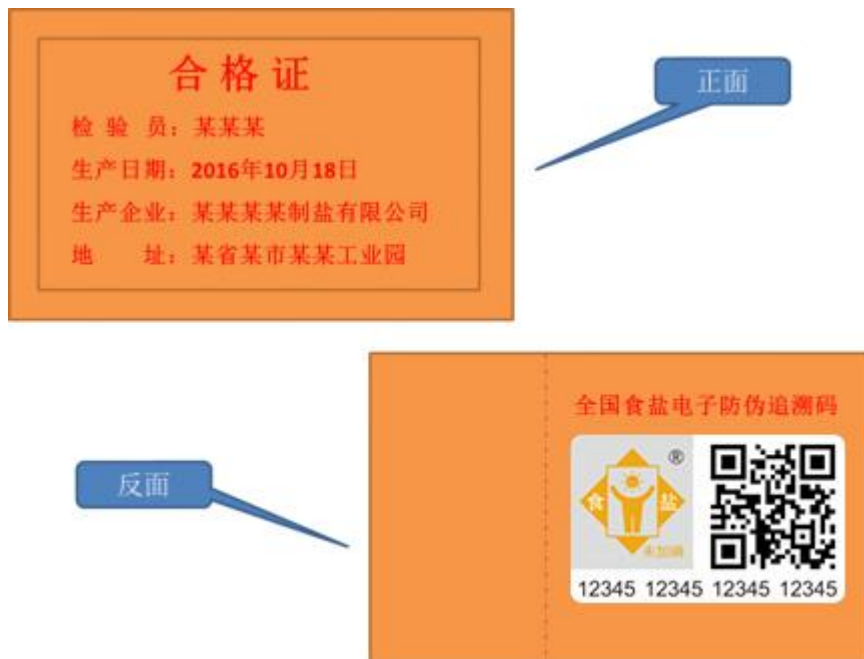 合格证
正面
检 验 员：某某某
生产日期：2016年10月18日
生产企业：某某某某制盐有限公司
地 址：某省某市某某工业园
全国食盐电子防伪追溯码
反面
®
食 盐
未加碘
12345 12345 12345 12345